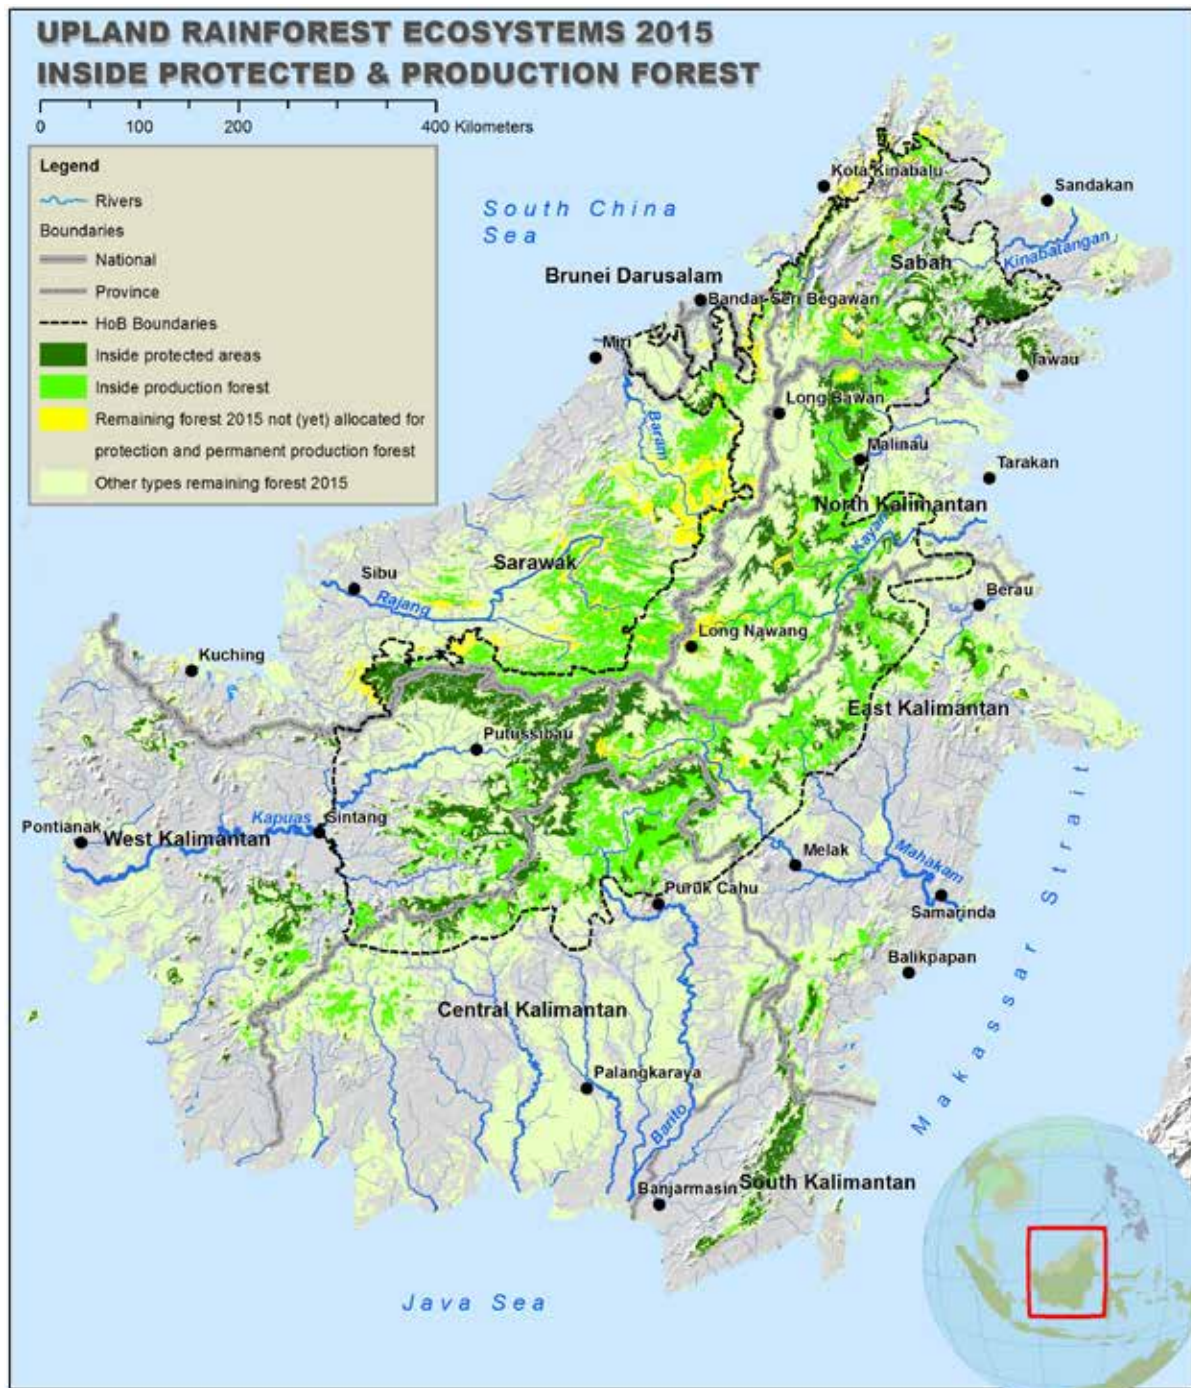 UPLAND RAINFOREST ECOSYSTEMS 2015
INSIDE PROTECTED & PRODUCTION FOREST
0 100 200 400 Kilometers
Legend
Rivers
Boundaries
National
Province
HoB Boundaries
Inside protected areas
Inside production forest
Remaining forest 2015 not (yet) allocated for
protection and permanent production forest
Other types remaining forest 2015
South China
Sea
Kota Kinabalu
Sandakan
Kinabatangan
Sabah
Brunei Darusalam
Bandar Seri Begawan
Miri
Tawau
Long Bawan
Baram
Malinau
Tarakan
North Kalimantan
Kayan
Sarawak
Sibu
Rajang
Berau
Long Nawang
Kuching
East Kalimantan
Putussibau
Kapuas
Sintang
Pontianak
West Kalimantan
Melak
Mahakam
Puruk Cahu
Samarinda
Balikpapan
Makassar Strait
Central Kalimantan
Palangkaraya
Barito
Banjarmasin
South Kalimantan
Java Sea